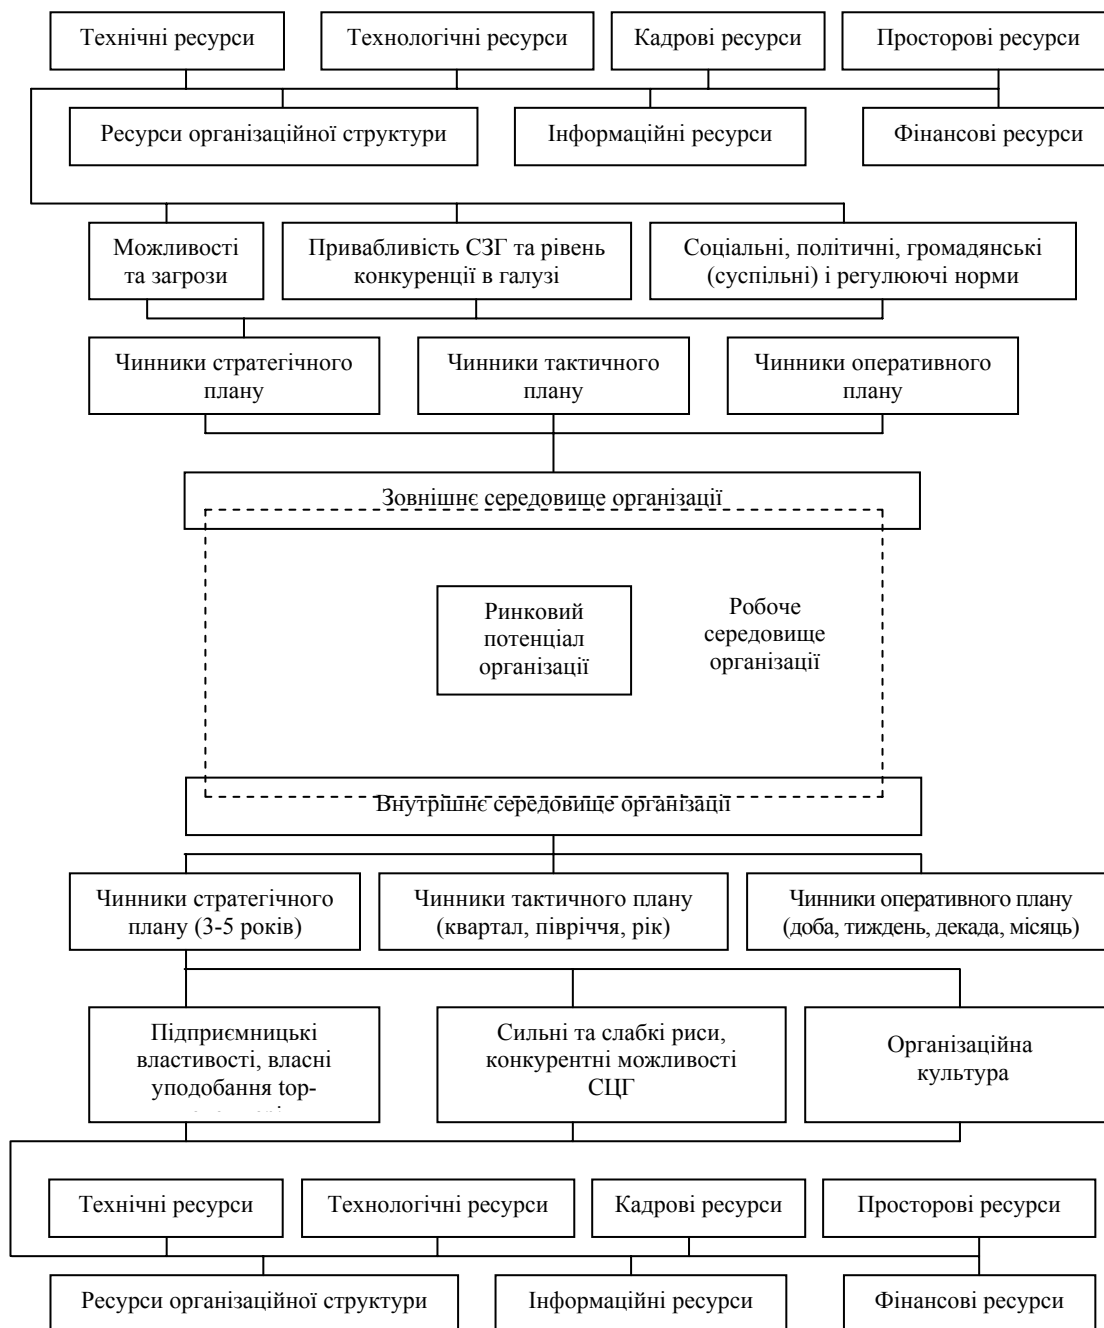 Технічні ресурси
Технологічні ресурси
Кадрові ресурси
Просторові ресурси
Ресурси організаційної структури
Інформаційні ресурси
Фінансові ресурси
Можливості
та загрози
Привабливість СЗГ та рівень
конкуренції в галузі
Соціальні, політичні, громадянські
(суспільні) і регулюючі норми
Чинники стратегічного
плану
Чинники тактичного
плану
Чинники оперативного
плану
Зовнішнє середовище організації
Ринковий
потенціал
організації
Робоче
середовище
організації
Внутрішнє середовище організації
Чинники стратегічного
плану (3-5 років)
Чинники тактичного плану
(квартал, півріччя, рік)
Чинники оперативного плану
(доба, тиждень, декада, місяць)
Підприємницькі
властивості, власні
уподобання top-
Сильні та слабкі риси,
конкурентні можливості
СЦГ
Організаційна
культура
Технічні ресурси
Технологічні ресурси
Кадрові ресурси
Просторові ресурси
Ресурси організаційної структури
Інформаційні ресурси
Фінансові ресурси